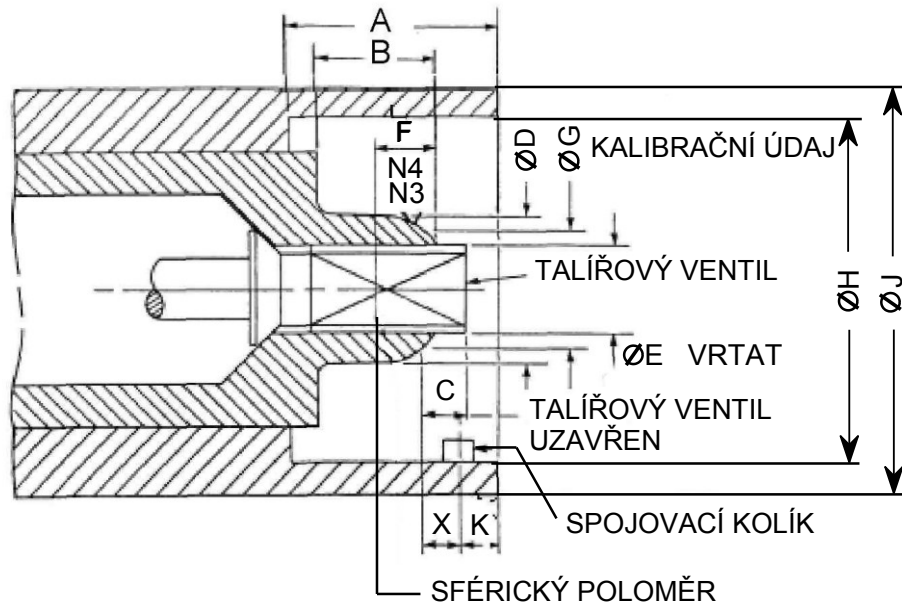 A
B
F
N4
N3
ØD
ØG
KALIBRAČNÍ ÚDAJ
ØH
ØJ
TALÍŘOVÝ VENTIL
ØE VRTAT
C
TALÍŘOVÝ VENTIL
UZAVŘEN
X
K
SPOJOVACÍ KOLÍK
SFÉRICKÝ POLOMĚR